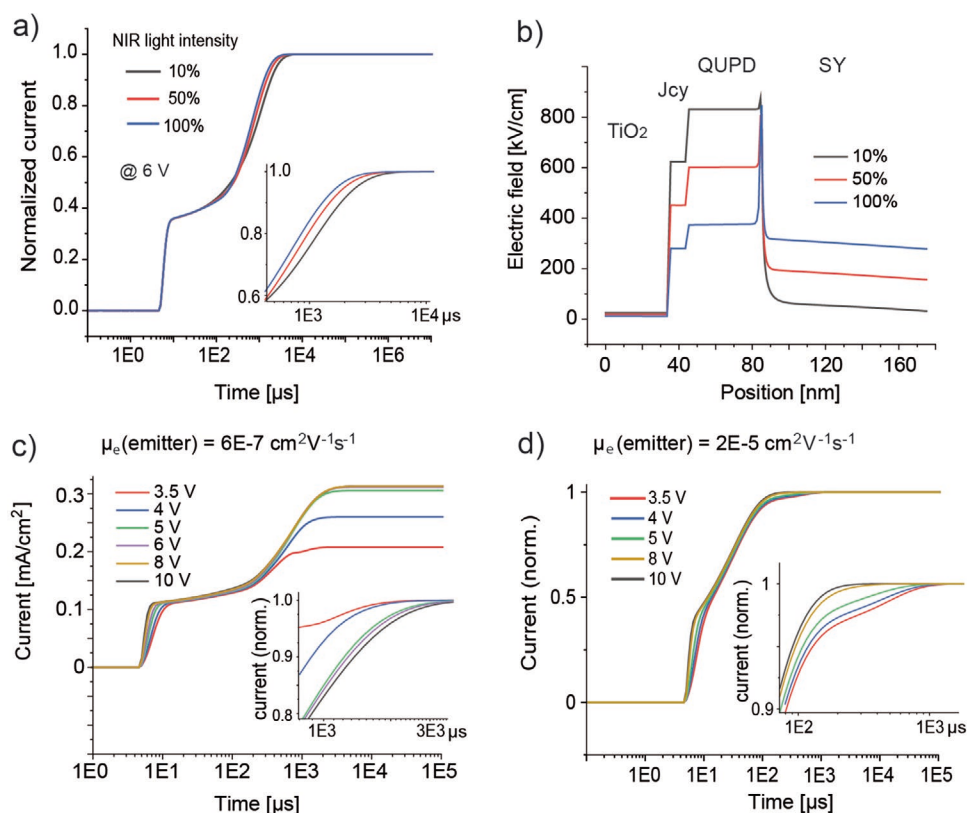 a)
NIR light intensity
10%
50%
100%
@ 6 V
Normalized current
1.0
0.8
0.6
0.4
0.2
0.0
1.0
0.8
0.6
1E3
1E4 µs
1E0
1E2
1E4
1E6
Time [µs]
b)
QUPD
SY
Jcy
TiO₂
10%
50%
100%
Electric field [kV/cm]
800
600
400
200
0
0
40
80
120
160
Position [nm]
c)
µₑ(emitter) = 6E-7 cm²V⁻¹s⁻¹
3.5 V
4 V
5 V
6 V
8 V
10 V
Current [mA/cm²]
0.3
0.2
0.1
0
current (norm.)
1.0
0.9
0.8
1E3
3E3 µs
1E0
1E1
1E2
1E3
1E4
1E5
Time [µs]
d)
µₑ(emitter) = 2E-5 cm²V⁻¹s⁻¹
3.5 V
4 V
5 V
8 V
10 V
Current (norm.)
1
0.5
0
current (norm.)
1
0.9
1E2
1E3 µs
1E0
1E1
1E2
1E3
1E4
1E5
Time [µs]